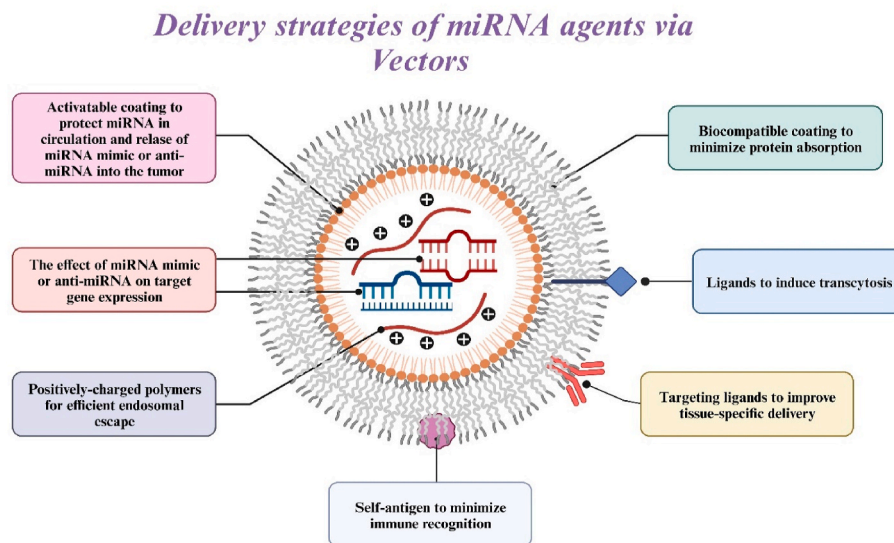 Delivery strategies of miRNA agents via
Vectors
Activatable coating to
protect miRNA in
circulation and relase of
miRNA mimic or anti-
miRNA into the tumor
Biocompatible coating to
minimize protein absorption
The effect of miRNA mimic
or anti-miRNA on target
gene expression
Ligands to induce transcytosis
Positively-charged polymers
for efficient endosomal
escape
Targeting ligands to improve
tissue-specific delivery
Self-antigen to minimize
immune recognition